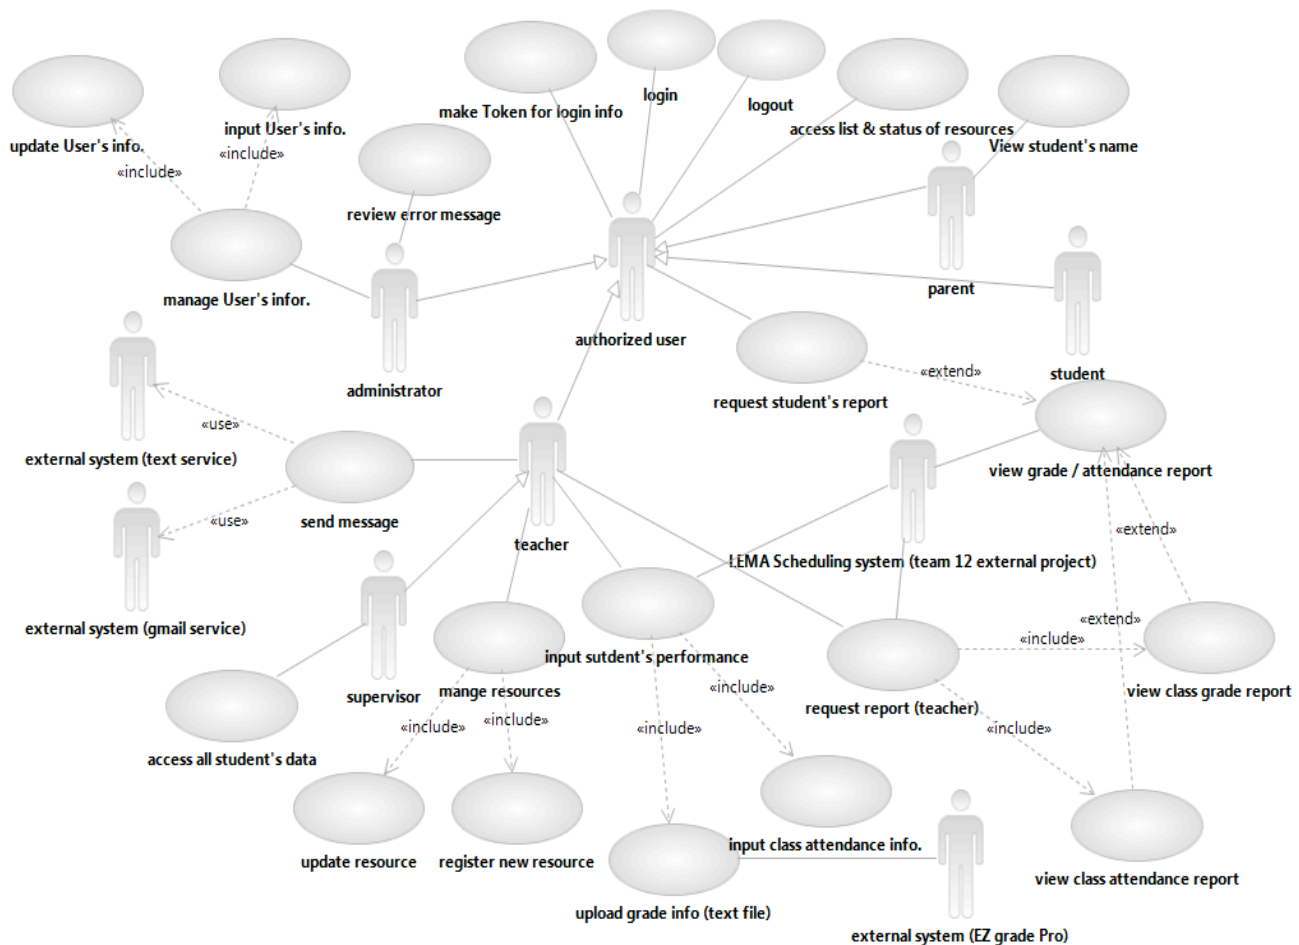 make Token for login info
login
logout
access list & status of resources
View student's name
update User's info.
input User's info.
«include»
«include»
review error message
manage User's infor.
authorized user
parent
student
administrator
request student's report
«extend»
«use»
external system (text service)
view grade / attendance report
send message
«use»
teacher
«extend»
LEMA Scheduling system (team 12 external project)
external system (gmail service)
«extend»
«include»
input sutdent's performance
supervisor
mange resources
«include»
view class grade report
request report (teacher)
«include»
«include»
«include»
«include»
access all student's data
input class attendance info.
update resource
register new resource
view class attendance report
upload grade info (text file)
external system (EZ grade Pro)